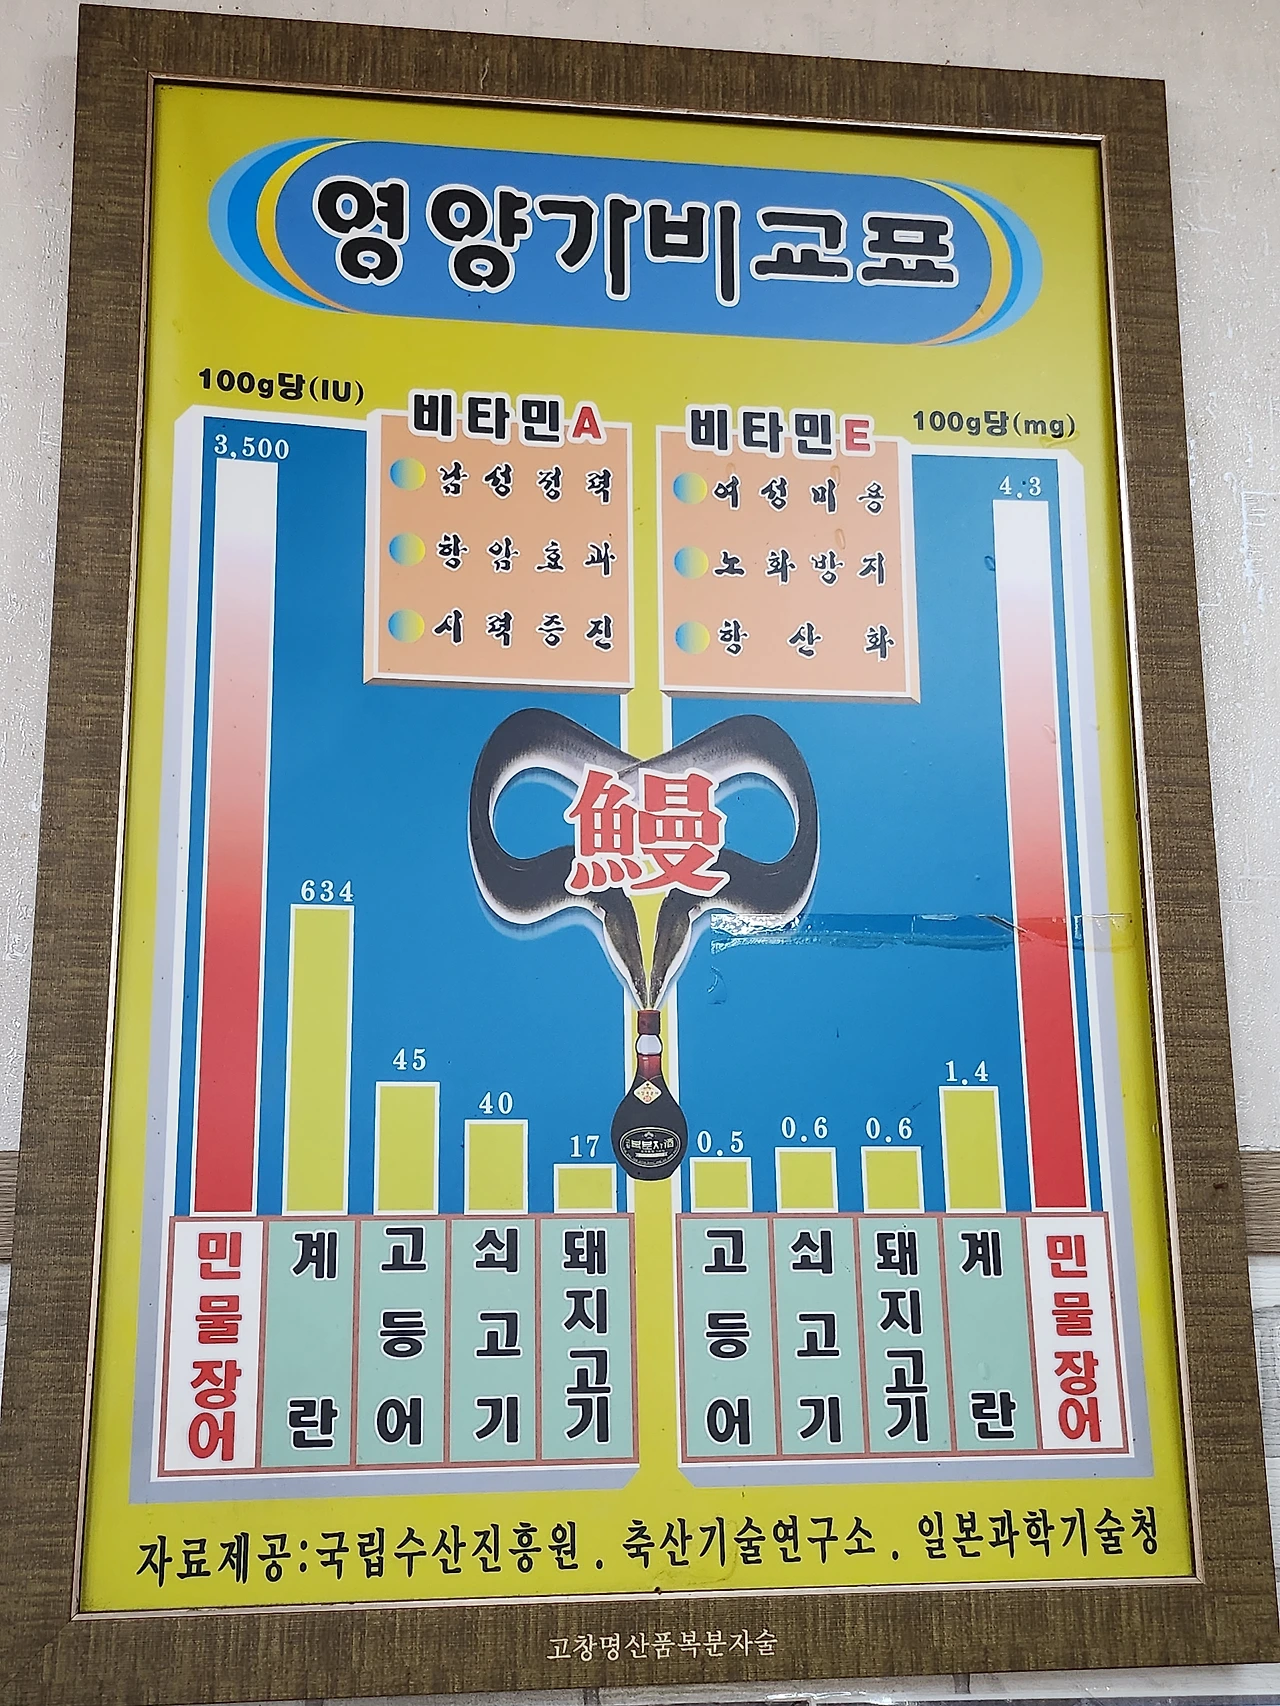 영양가비교표
100g당(IU)
비타민A
비타민E
100g당(mg)
3,500
남성정력
항암효과
시력증진
여성미용
노화방지
항산화
4.3
鰻
634
45
40
17
복분자酒
0.5
0.6
0.6
1.4
민물장어
계란
고등어
쇠고기
돼지고기
고등어
쇠고기
돼지고기
계란
민물장어
자료제공:국립수산진흥원. 축산기술연구소. 일본과학기술청
고창명산품복분자술